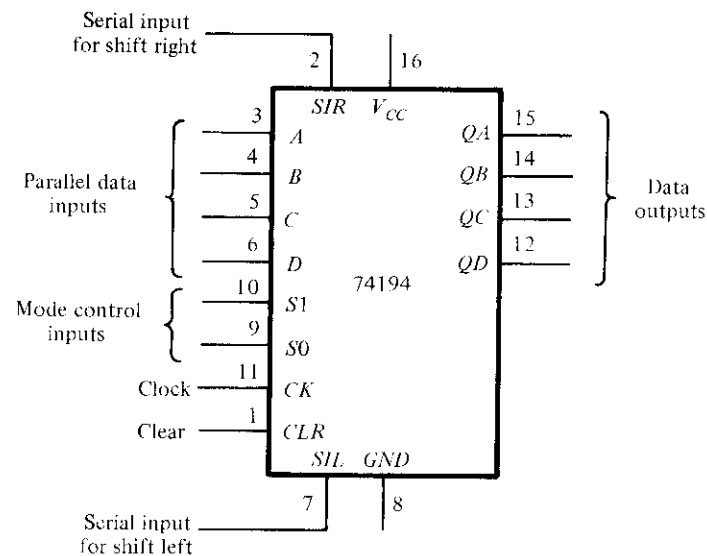 Serial input
for shift right
2
16
SIR
VCC
3
A
4
B
5
C
6
D
Parallel data
inputs
10
S1
9
S0
Mode control
inputs
11
Clock
CK
1
Clear
CLR
74194
QA
15
QB
14
QC
13
QD
12
Data
outputs
SIL
GND
7
8
Serial input
for shift left